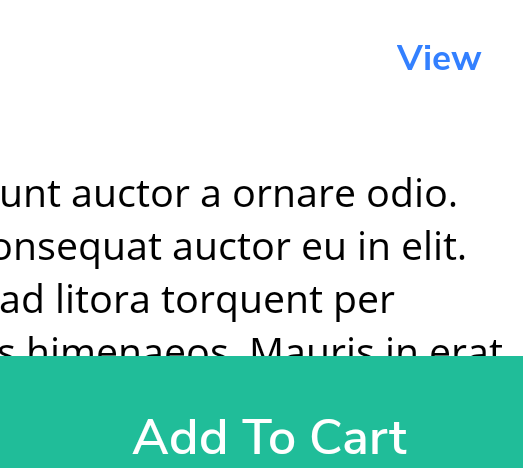 View
unt auctor a ornare odio.
onsequat auctor eu in elit.
ad litora torquent per
s himenaeos. Mauris in erat
Add To Cart